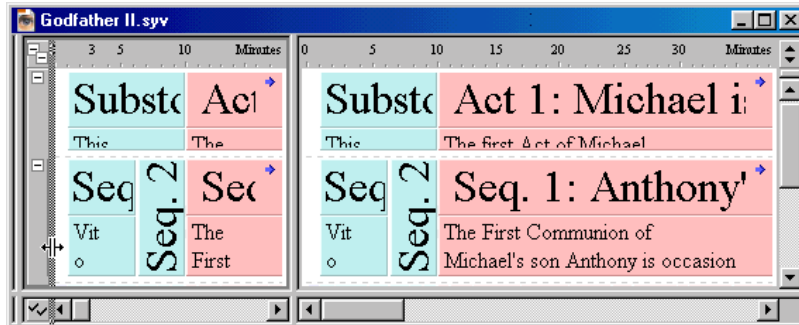 Godfather II.syv
3 5 10 Minutes
0 5 10 15 20 25 30 Minutes
Substo Act
This The
Seq Seq. 2 Sec
Vit The
o First
Substo Act 1: Michael i
This The first Act of Michael
Seq Seq. 2 Seq. 1: Anthony'
Vit The First Communion of
o Michael's son Anthony is occasion